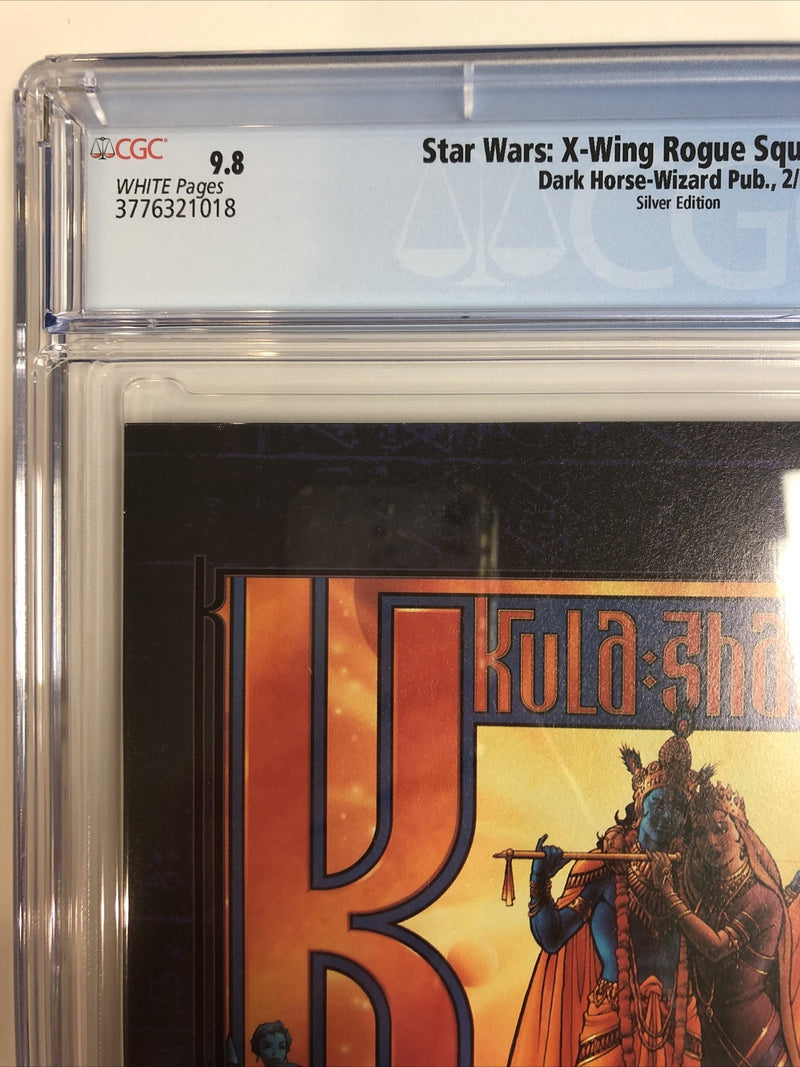 CGC
9.8
WHITE Pages
3776321018
Star Wars: X-Wing Rogue Squ
Dark Horse-Wizard Pub., 2/
Silver Edition
CGC
K
KULA:Sha